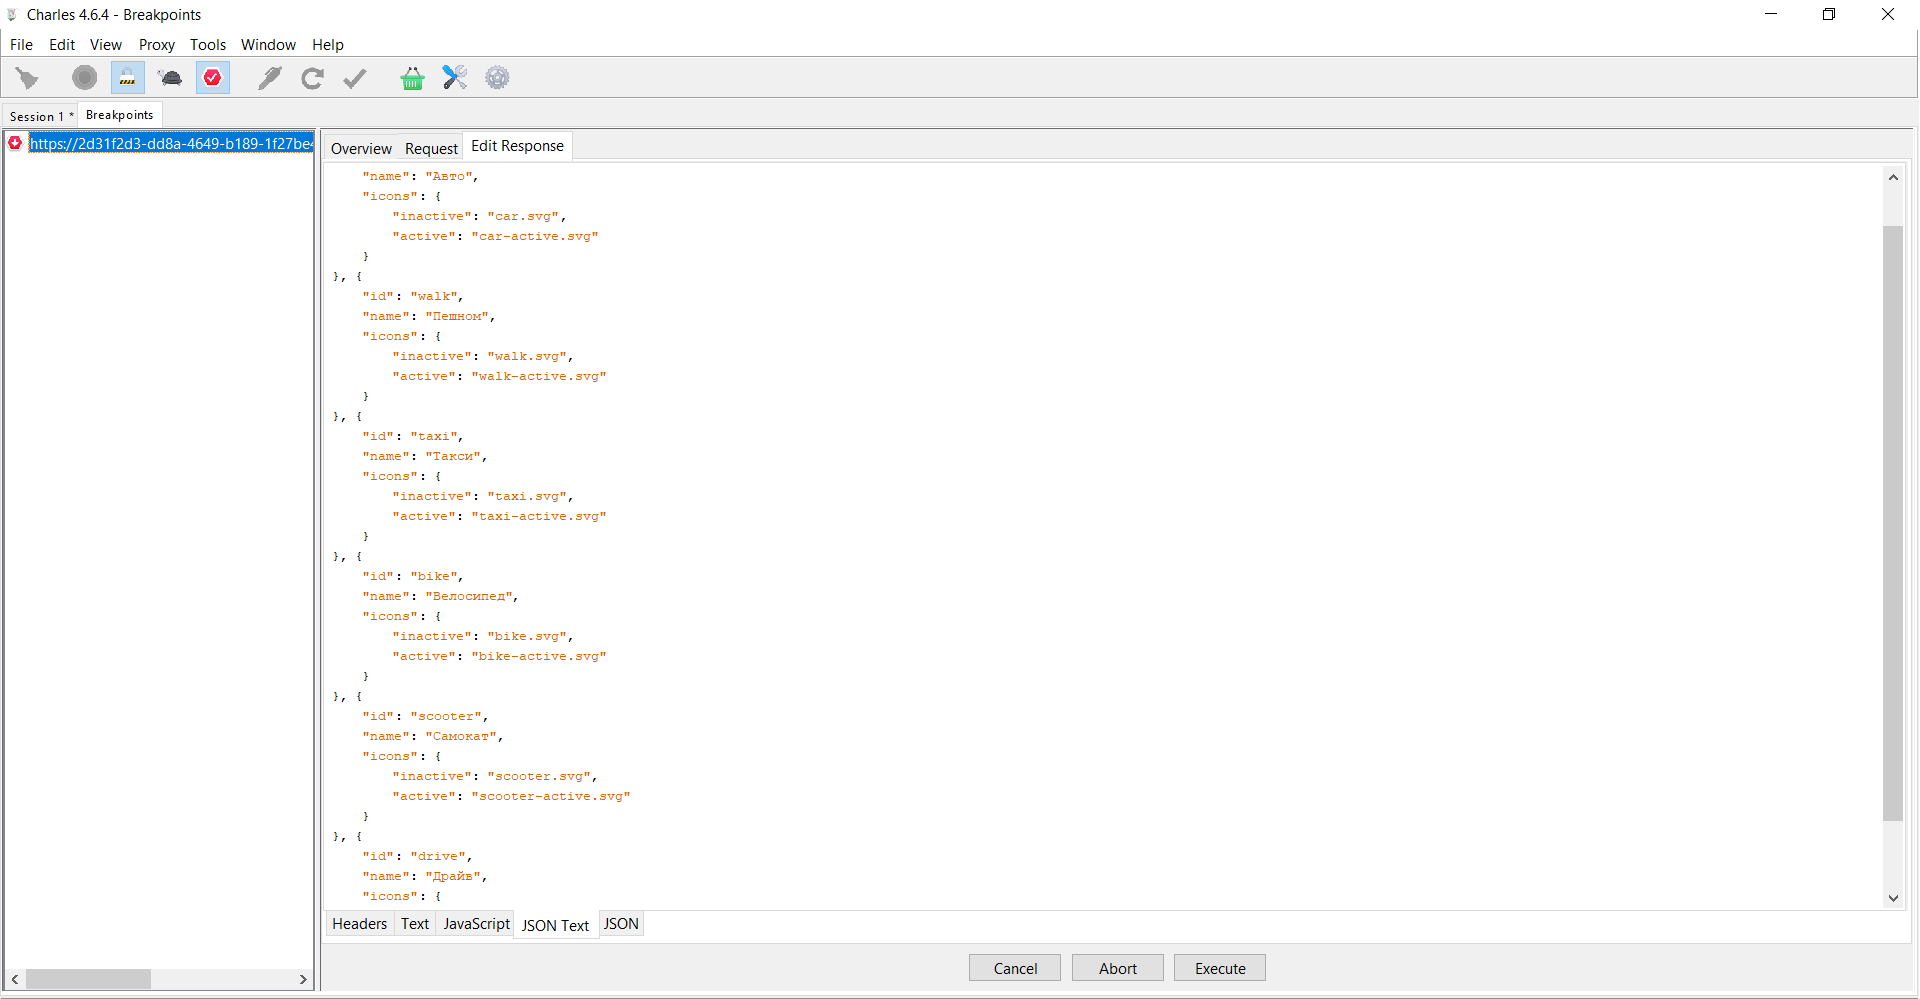 Charles 4.6.4 - Breakpoints
File Edit View Proxy Tools Window Help
Session 1 * Breakpoints
https://2d31f2d3-dd8a-4649-b189-1f27be4
Overview Request Edit Response
"name": "Авто",
"icons": {
"inactive": "car.svg",
"active": "car-active.svg"
}
}, {
"id": "walk",
"name": "Пешном",
"icons": {
"inactive": "walk.svg",
"active": "walk-active.svg"
}
}, {
"id": "taxi",
"name": "Такси",
"icons": {
"inactive": "taxi.svg",
"active": "taxi-active.svg"
}
}, {
"id": "bike",
"name": "Велосипед",
"icons": {
"inactive": "bike.svg",
"active": "bike-active.svg"
}
}, {
"id": "scooter",
"name": "Самокат",
"icons": {
"inactive": "scooter.svg",
"active": "scooter-active.svg"
}
}, {
"id": "drive",
"name": "Драйв",
"icons": {
Headers Text JavaScript JSON Text JSON
Cancel Abort Execute